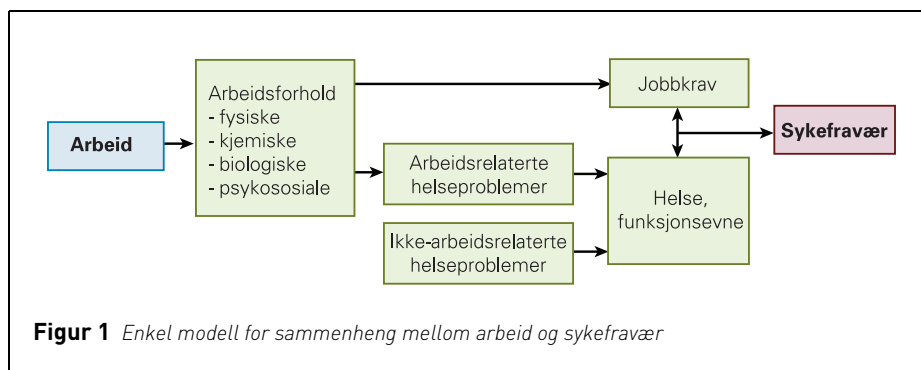 Arbeid
Arbeidsforhold
- fysiske
- kjemiske
- biologiske
- psykososiale
Jobbkrav
Sykefravær
Arbeidsrelaterte
helseproblemer
Helse,
funksjonsevne
Ikke-arbeidsrelaterte
helseproblemer
Figur 1 Enkel modell for sammenheng mellom arbeid og sykefravær